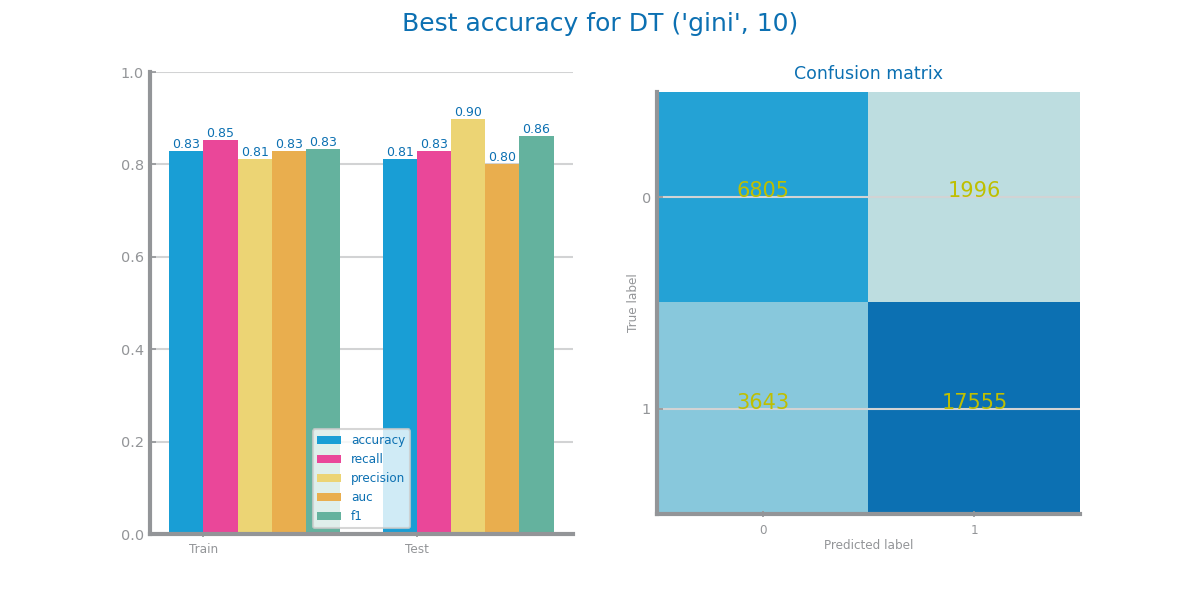 Best accuracy for DT ('gini', 10)
1.0
0.8
0.6
0.4
0.2
0.0
0.83
0.85
0.81
0.83
0.83
0.81
0.83
0.90
0.80
0.86
accuracy
recall
precision
auc
f1
Train
Test
Confusion matrix
True label
0
6805
1996
1
3643
17555
0
1
Predicted label